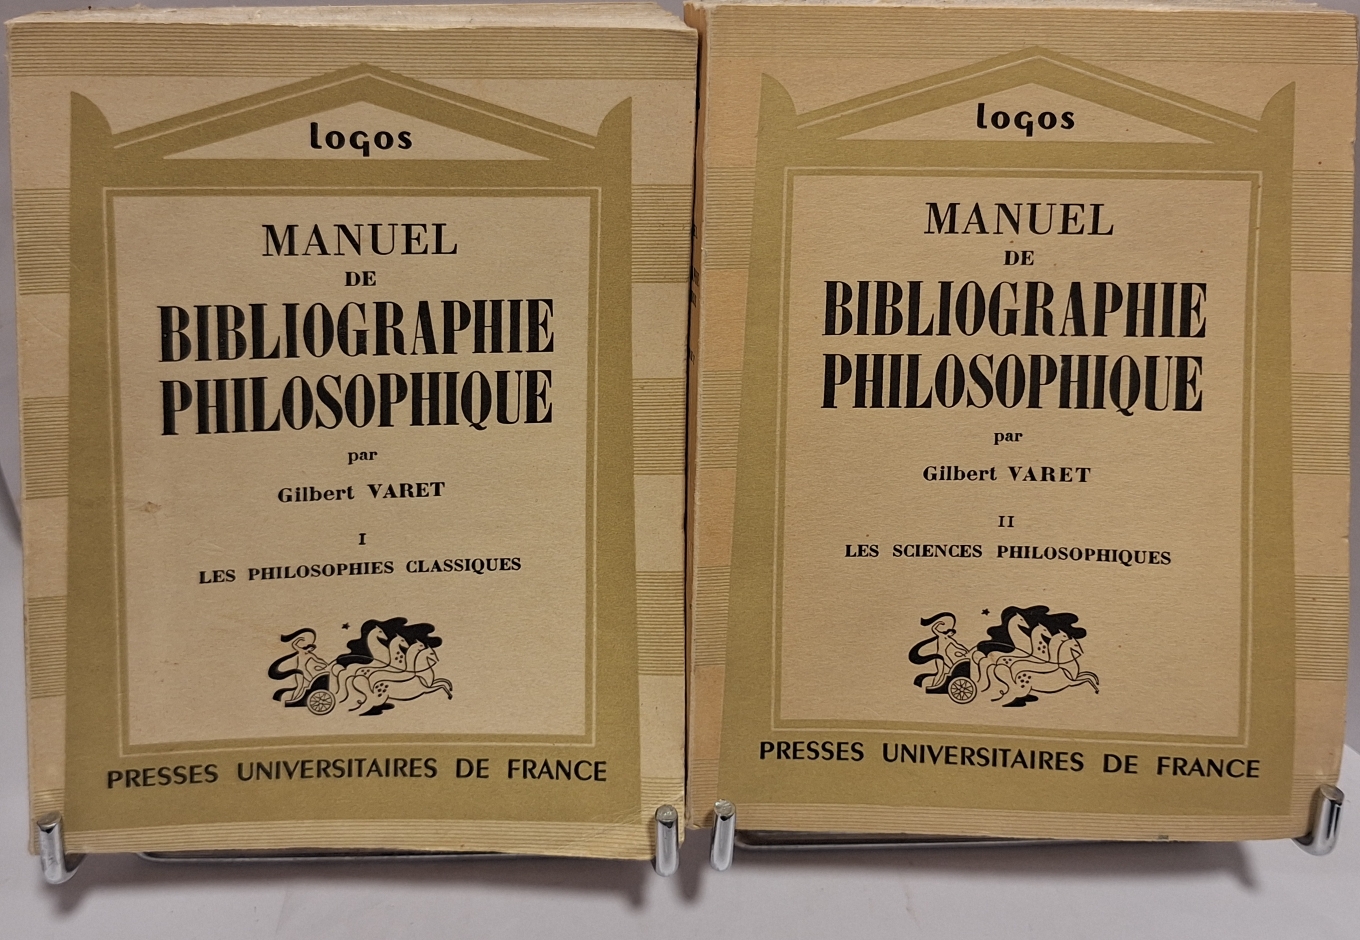 logos
MANUEL
DE
BIBLIOGRAPHIE
PHILOSOPHIQUE
par
Gilbert VARET
I
LES PHILOSOPHIES CLASSIQUES
PRESSES UNIVERSITAIRES DE FRANCE
logos
MANUEL
DE
BIBLIOGRAPHIE
PHILOSOPHIQUE
par
Gilbert VARET
II
LES SCIENCES PHILOSOPHIQUES
PRESSES UNIVERSITAIRES DE FRANCE